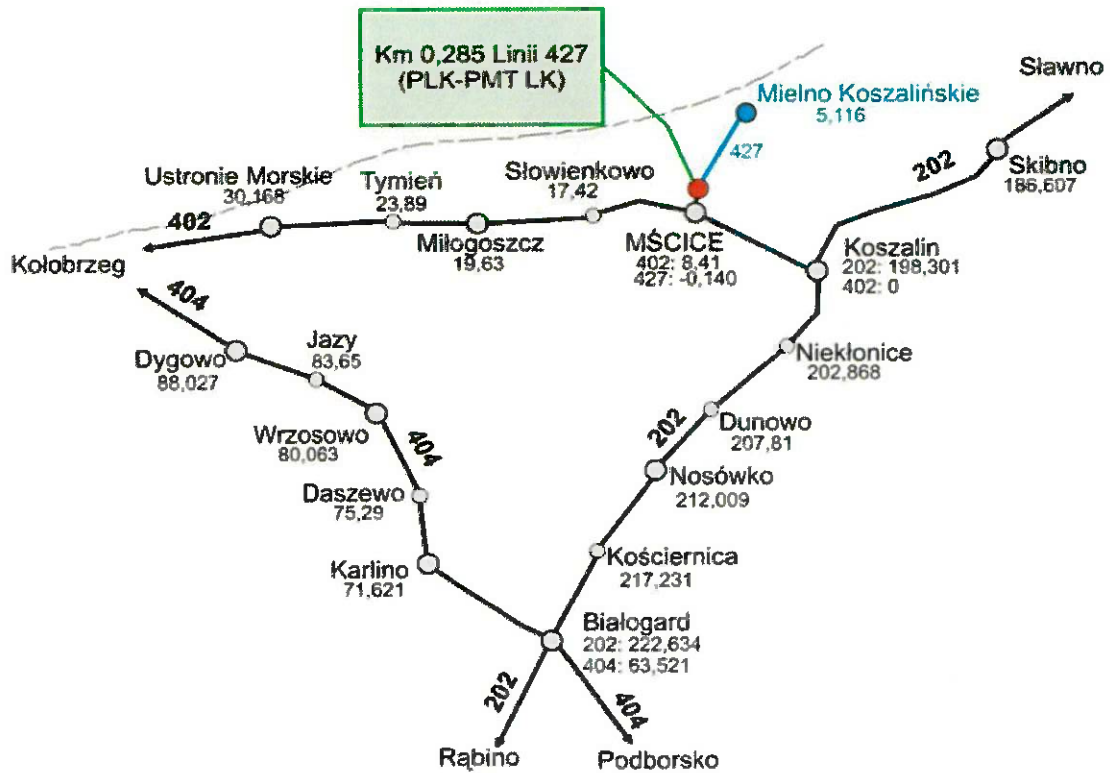 Km 0,285 Linii 427
(PLK-PMT LK)
Sławno
Mielno Koszalińskie
5,116
427
202
Skibno
186,607
Ustronie Morskie
30,168
Tymień
23,89
Słowienkowo
17,42
402
Kołobrzeg
Miłogoszcz
19,63
MŚCICE
402: 8,41
427: -0,140
Koszalin
202: 198,301
402: 0
404
Dygowo
88,027
Jazy
83,65
Niekłonice
202,868
Wrzosowo
80,063
404
Dunowo
207,81
202
Nosówko
212,009
Daszewo
75,29
Karlino
71,621
Kościernica
217,231
Białogard
202: 222,634
404: 63,521
202
404
Rąbino
Podborsko